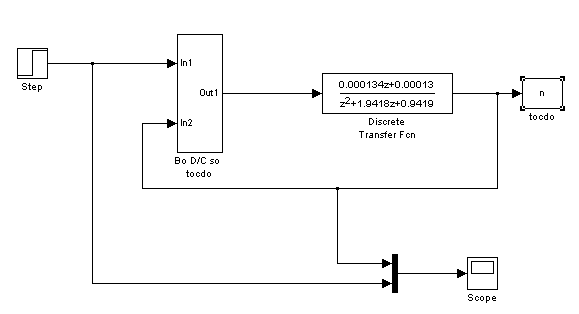 Step
In1
Out1
In2
Bo D/C so
tocdo
0.000134z+0.00013
z2+1.9418z+0.9419
Discrete
Transfer Fcn
n
tocdo
Scope